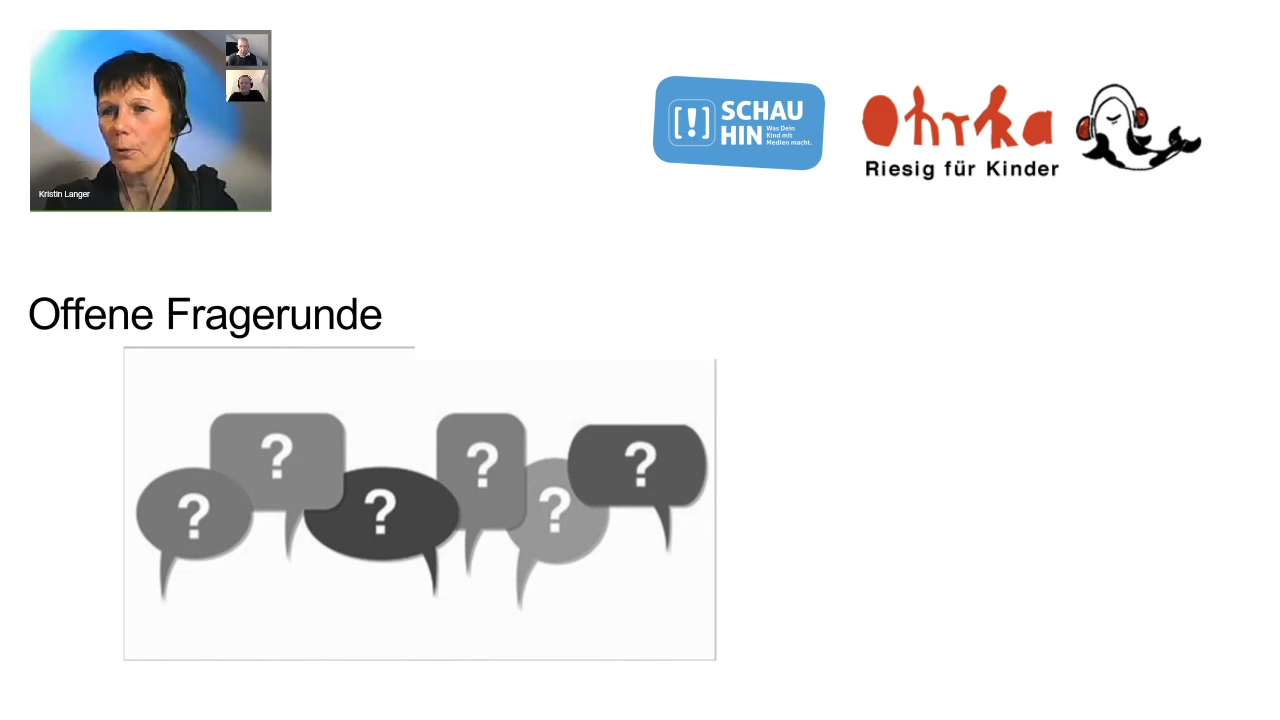 Kristin Langer
[!] SCHAU
HIN Was Dein
Kind mit
Medien macht.
Ohrka
Riesig für Kinder
Offene Fragerunde
? ? ? ? ? ?